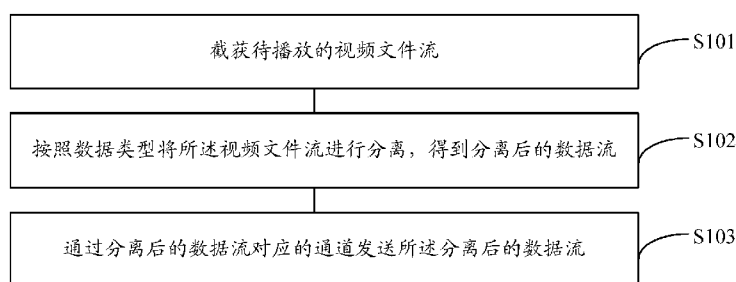 截获待播放的视频文件流
S101
按照数据类型将所述视频文件流进行分离，得到分离后的数据流
S102
通过分离后的数据流对应的通道发送所述分离后的数据流
S103